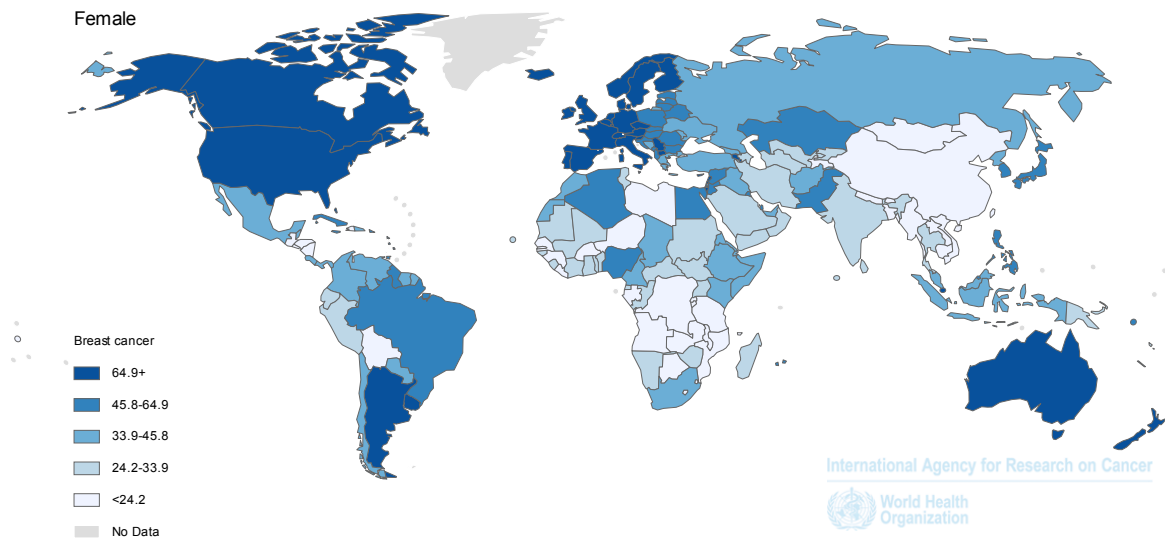 Female
Breast cancer
64.9+
45.8-64.9
33.9-45.8
24.2-33.9
<24.2
No Data
International Agency for Research on Cancer
World Health
Organization